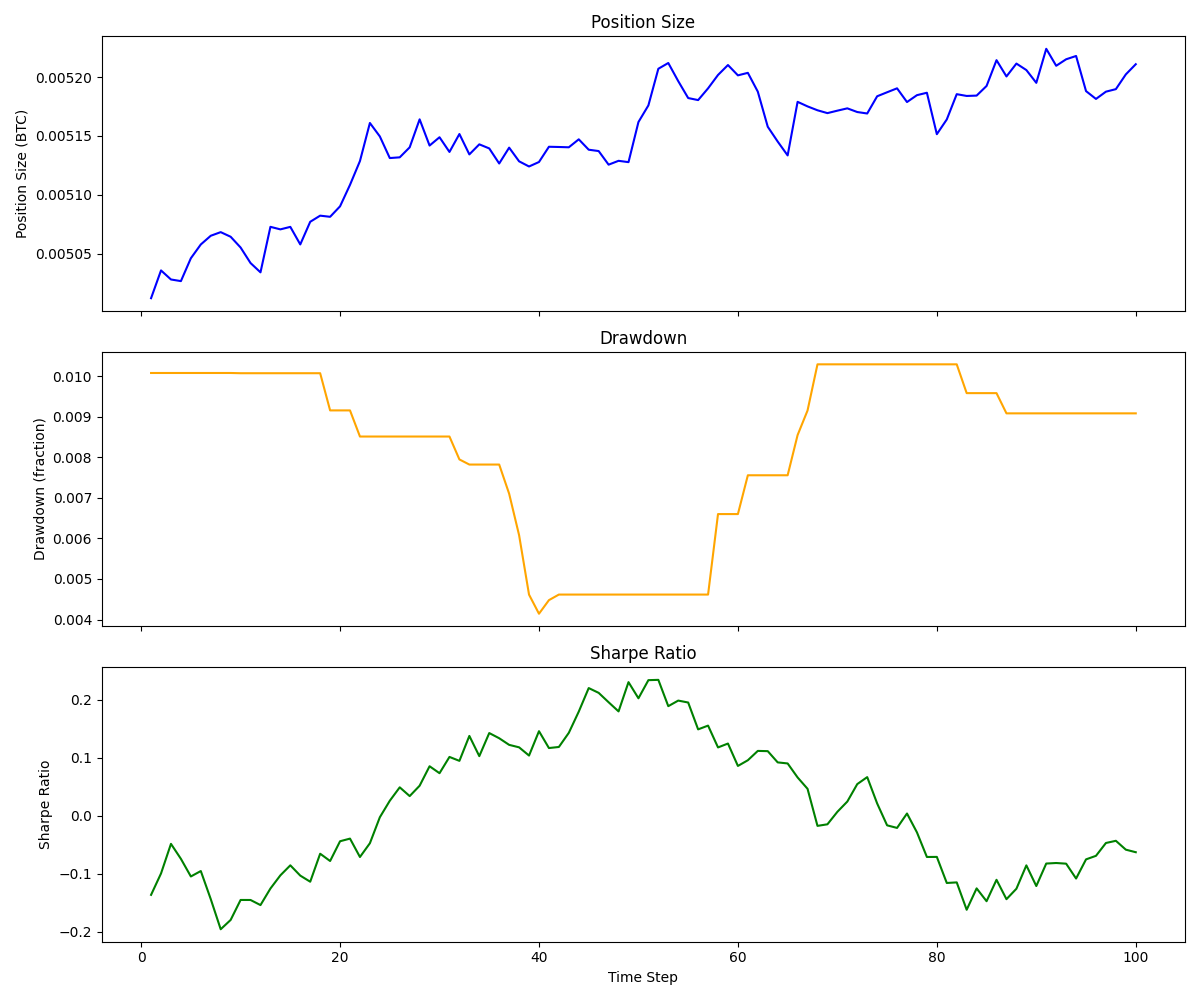 Position Size
Position Size (BTC)
0.00520
0.00515
0.00510
0.00505
Drawdown
Drawdown (fraction)
0.010
0.009
0.008
0.007
0.006
0.005
0.004
Sharpe Ratio
Sharpe Ratio
0.2
0.1
0.0
−0.1
−0.2
0 20 40 60 80 100
Time Step